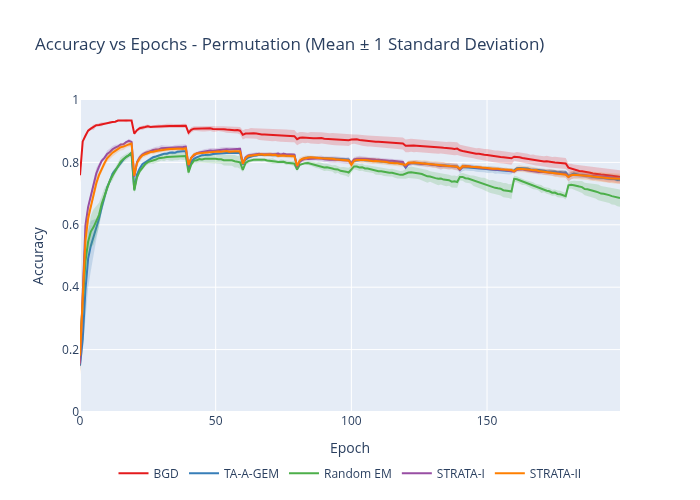 Accuracy vs Epochs - Permutation (Mean ± 1 Standard Deviation)
1
0.8
0.6
0.4
0.2
0
Accuracy
0 50 100 150
Epoch
BGD TA-A-GEM Random EM STRATA-I STRATA-II